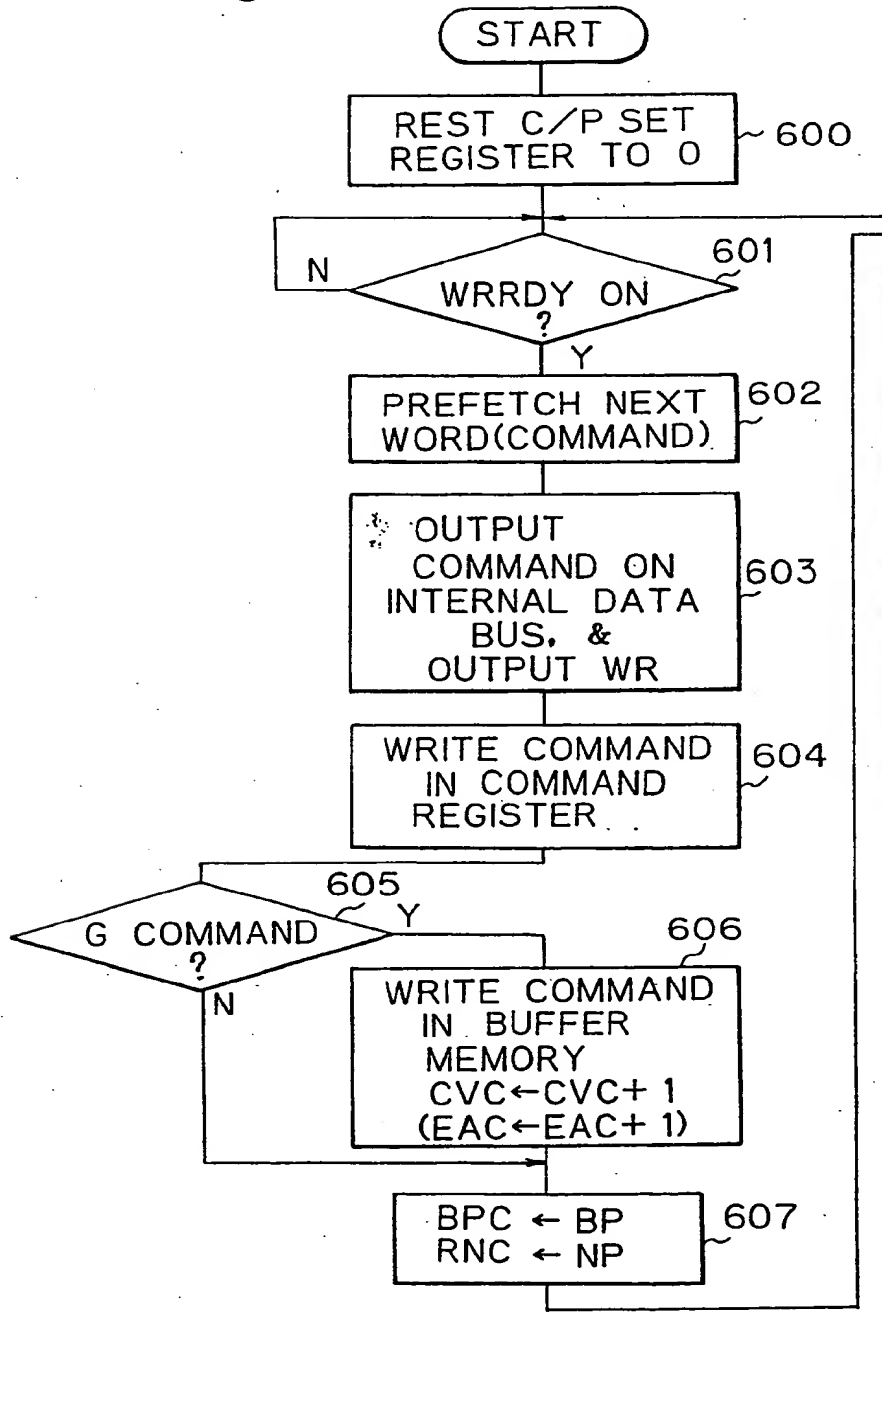 START
REST C/P SET
REGISTER TO 0
600
601
N
WRRDY ON
?
Y
PREFETCH NEXT
WORD(COMMAND)
602
OUTPUT
COMMAND ON
INTERNAL DATA
BUS. &
OUTPUT WR
603
WRITE COMMAND
IN COMMAND
REGISTER
604
605
G COMMAND
?
Y
N
606
WRITE COMMAND
IN BUFFER
MEMORY
CVC←CVC+1
(EAC←EAC+1)
BPC ← BP
RNC ← NP
607